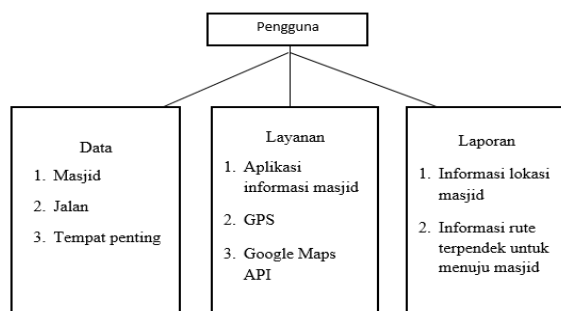 Pengguna
Data
1. Masjid
2. Jalan
3. Tempat penting
Layanan
1. Aplikasi
informasi masjid
2. GPS
3. Google Maps
API
Laporan
1. Informasi lokasi
masjid
2. Informasi rute
terpendek untuk
menuju masjid